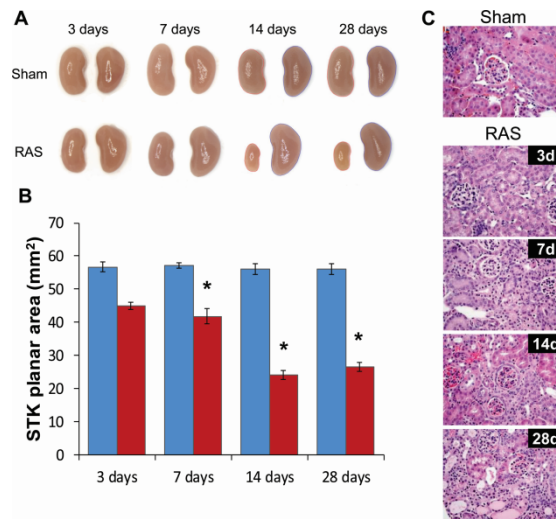 A
3 days 7 days 14 days 28 days
Sham
RAS
B
STK planar area (mm²)
70
60
50
40
30
20
10
0
*
*
*
3 days 7 days 14 days 28 days
C
Sham
RAS
3d
7d
14d
28d